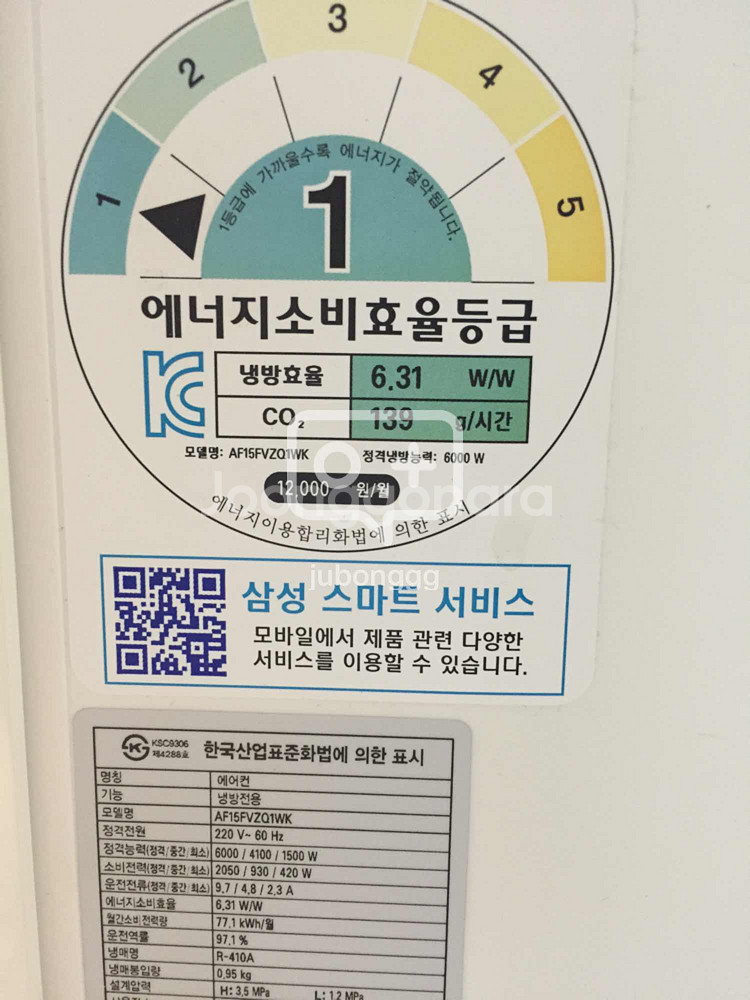 3
2
4
1
5
1등급에 가까울수록 에너지가 절약됩니다.
1
에너지소비효율등급
냉방효율 6.31 W/W
CO₂ 139 g/시간
모델명: AF15FVZQ1WK 정격냉방능력: 6000 W
12,000 원/월
에너지이용합리화법에 의한 표시
Joonggonara
jubonggg
삼성 스마트 서비스
모바일에서 제품 관련 다양한
서비스를 이용할 수 있습니다.
KSC9306
제4288호
한국산업표준화법에 의한 표시
명칭 에어컨
기능 냉방전용
모델명 AF15FVZQ1WK
정격전원 220 V~ 60 Hz
정격능력(정격/중간/최소) 6000 / 4100 / 1500 W
소비전력(정격/중간/최소) 2050 / 930 / 420 W
운전전류(정격/중간/최소) 9.7 / 4.8 / 2.3 A
에너지소비효율 6.31 W/W
월간소비전력량 77.1 kWh/월
운전역률 97.1 %
냉매명 R-410A
냉매봉입량 0.95 kg
설계압력 H: 3.5 MPa L: 1.2 MPa